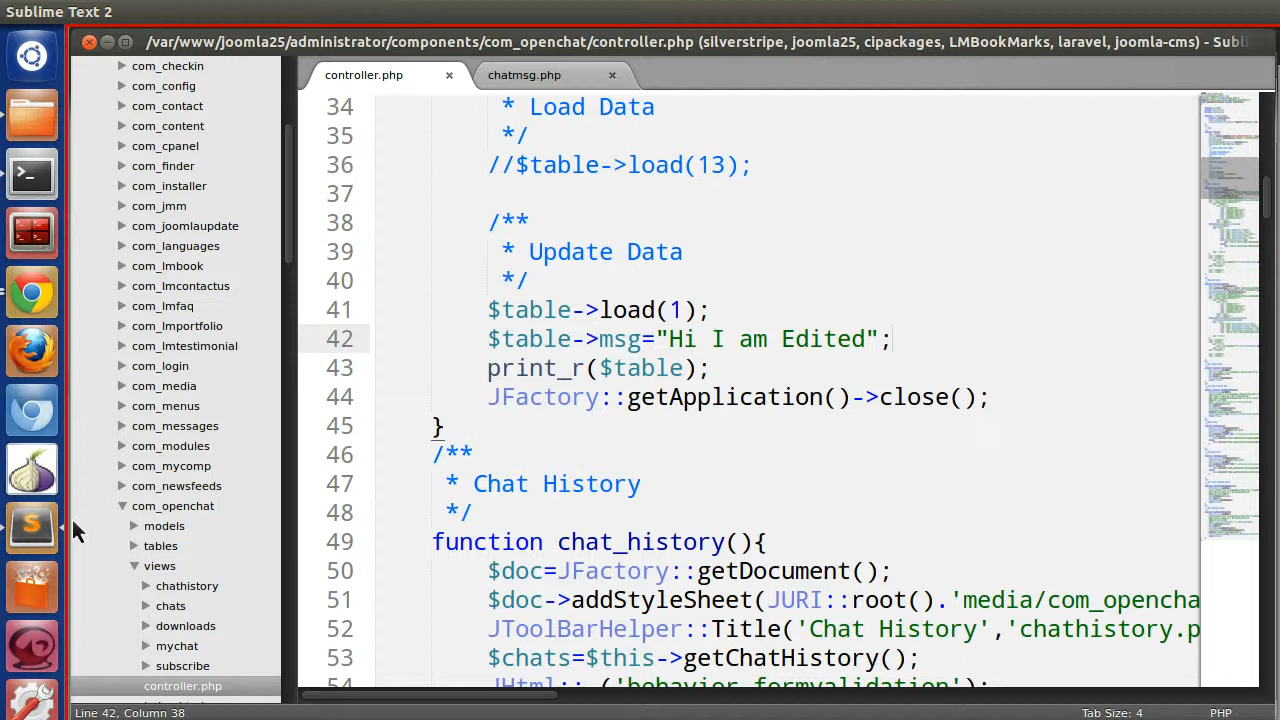 Sublime Text 2
/var/www/joomla25/administrator/components/com_openchat/controller.php (silverstripe, joomla25, cipackages, LMBookMarks, laravel, joomla-cms) - Subl
controller.php × chatmsg.php ×
com_checkin
com_config
com_contact
com_content
com_cpanel
com_finder
com_installer
com_jmm
com_joomlaupdate
com_languages
com_lmbook
com_lmcontactus
com_lmfaq
com_lmportfolio
com_lmtestimonial
com_login
com_media
com_menus
com_messages
com_modules
com_mycomp
com_newsfeeds
com_openchat
models
tables
views
chathistory
chats
downloads
mychat
subscribe
controller.php
34 * Load Data
35 */
36 //$table->load(13);
37
38 /**
39 * Update Data
40 */
41 $table->load(1);
42 $table->msg="Hi I am Edited";
43 print_r($table);
44 JFactory::getApplication()->close();
45 }
46 /**
47 * Chat History
48 */
49 function chat_history(){
50 $doc=JFactory::getDocument();
51 $doc->addStyleSheet(JURI::root().'media/com_opencha
52 JToolBarHelper::Title('Chat History','chathistory.p
53 $chats=$this->getChatHistory();
54 JHtml::_('behavior.formvalidation');
Line 42, Column 38
Tab Size: 4 PHP